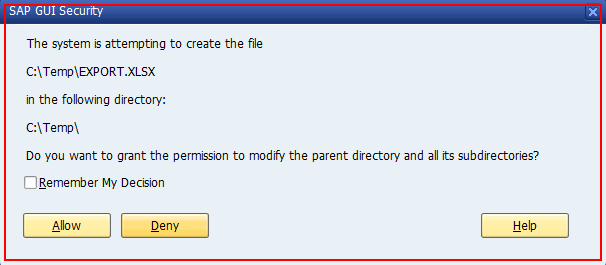 SAP GUI Security
The system is attempting to create the file
C:\Temp\EXPORT.XLSX
in the following directory:
C:\Temp\
Do you want to grant the permission to modify the parent directory and all its subdirectories?
Remember My Decision
Allow Deny Help